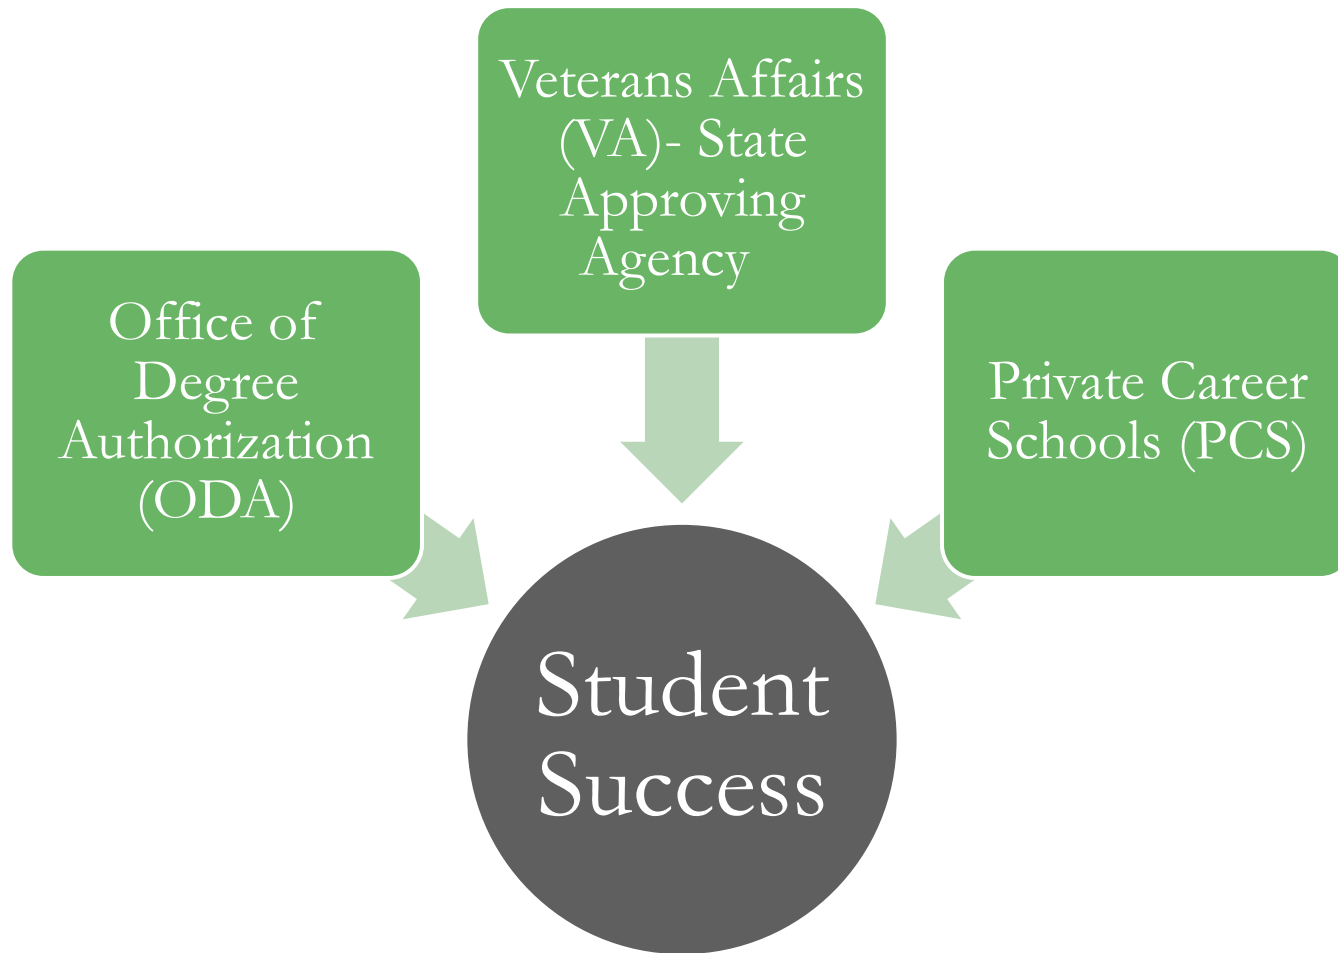 Veterans Affairs
(VA)- State
Approving
Agency
Office of
Degree
Authorization
(ODA)
Private Career
Schools (PCS)
Student
Success